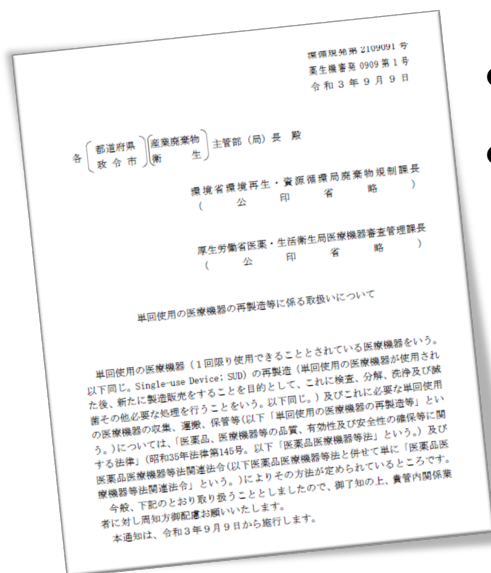 環循規発第2109091号
薬生機審発0909第1号
令和3年9月9日
各 都道府県 産業廃棄物 主管部(局)長 殿
政令市 衛生
環境省環境再生・資源循環局廃棄物規制課長
( 公 印 省 略 )
厚生労働省医薬・生活衛生局医療機器審査管理課長
( 公 印 省 略 )
単回使用の医療機器の再製造等に係る取扱いについて
単回使用の医療機器(1回限り使用できることとされている医療機器をいう。
以下同じ。Single-use Device; SUD)の再製造(単回使用の医療機器が使用され
た後、新たに製造販売をすることを目的として、これに検査、分解、洗浄及び滅
菌その他必要な処理を行うことをいう。以下同じ。)及びこれに必要な単回使用
の医療機器の収集、運搬、保管等(以下「単回使用の医療機器の再製造等」とい
う。)については、「医薬品、医療機器等の品質、有効性及び安全性の確保等に関
する法律」(昭和35年法律第145号。以下「医薬品医療機器等法」という。)及び
医薬品医療機器等法関連法令(以下医薬品医療機器等法と併せて単に「医薬品医
療機器等法関連法令」という。)によりその方法が定められているところです。
今般、下記のとおり取り扱うこととしましたので、御了知の上、貴管内関係業
者に対し周知方御配慮お願いいたします。
本通知は、令和3年9月9日から施行します。